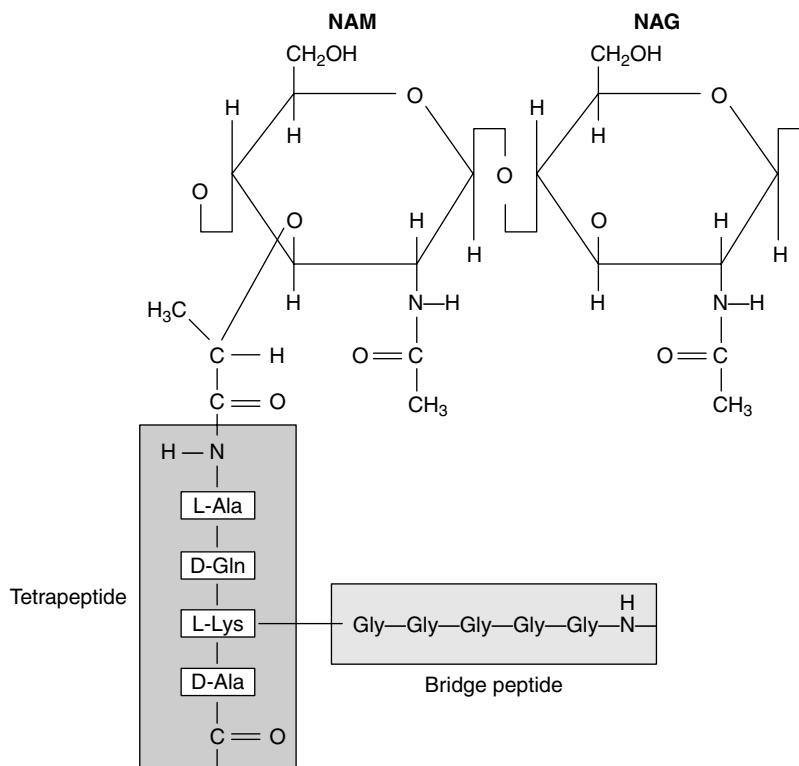 NAM NAG
CH₂OH CH₂OH
H O H O
H H
O O
O H O H
H H
H N—H H N—H
H₃C
C — H O=C O=C
C = O CH₃ CH₃
H — N
L-Ala
D-Gln
Tetrapeptide
H
L-Lys Gly—Gly—Gly—Gly—Gly—N
D-Ala
Bridge peptide
C = O